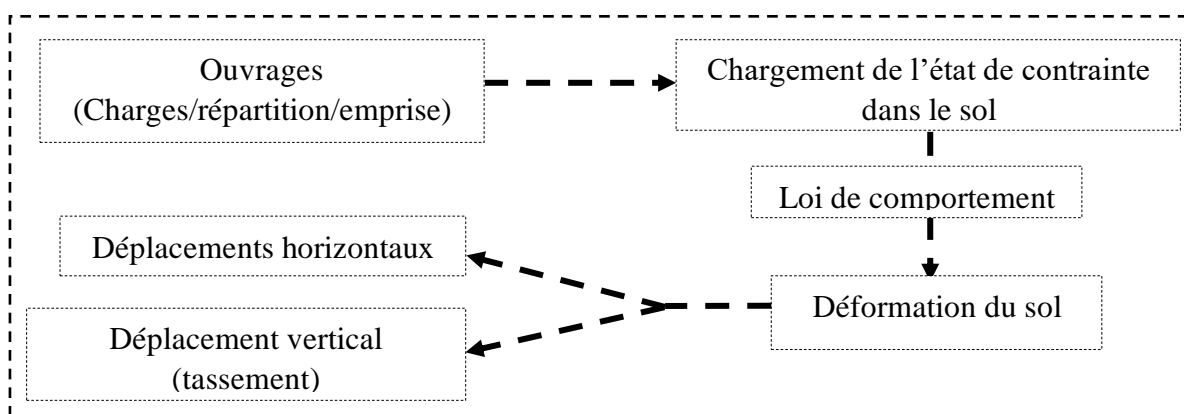 Ouvrages
(Charges/répartition/emprise)
Chargement de l’état de contrainte
dans le sol
Loi de comportement
Déformation du sol
Déplacements horizontaux
Déplacement vertical
(tassement)